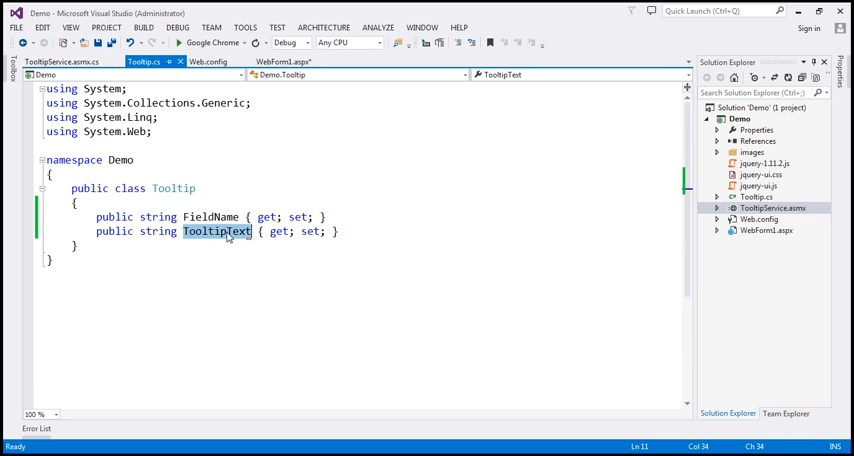 Demo - Microsoft Visual Studio (Administrator)
Quick Launch (Ctrl+Q)
FILE EDIT VIEW PROJECT BUILD DEBUG TEAM TOOLS TEST ARCHITECTURE ANALYZE WINDOW HELP
Sign in
Google Chrome Debug Any CPU
Toolbox
TooltipService.asmx.cs Tooltip.cs Web.config WebForm1.aspx*
Demo Demo.Tooltip TooltipText
using System;
using System.Collections.Generic;
using System.Linq;
using System.Web;
namespace Demo
{
public class Tooltip
{
public string FieldName { get; set; }
public string TooltipText { get; set; }
}
}
100 %
Solution Explorer
Search Solution Explorer (Ctrl+;)
Solution 'Demo' (1 project)
Demo
Properties
References
images
jquery-1.11.2.js
jquery-ui.css
jquery-ui.js
Tooltip.cs
TooltipService.asmx
Web.config
WebForm1.aspx
Solution Explorer Team Explorer
Properties
Error List
Ready Ln 11 Col 34 Ch 34 INS